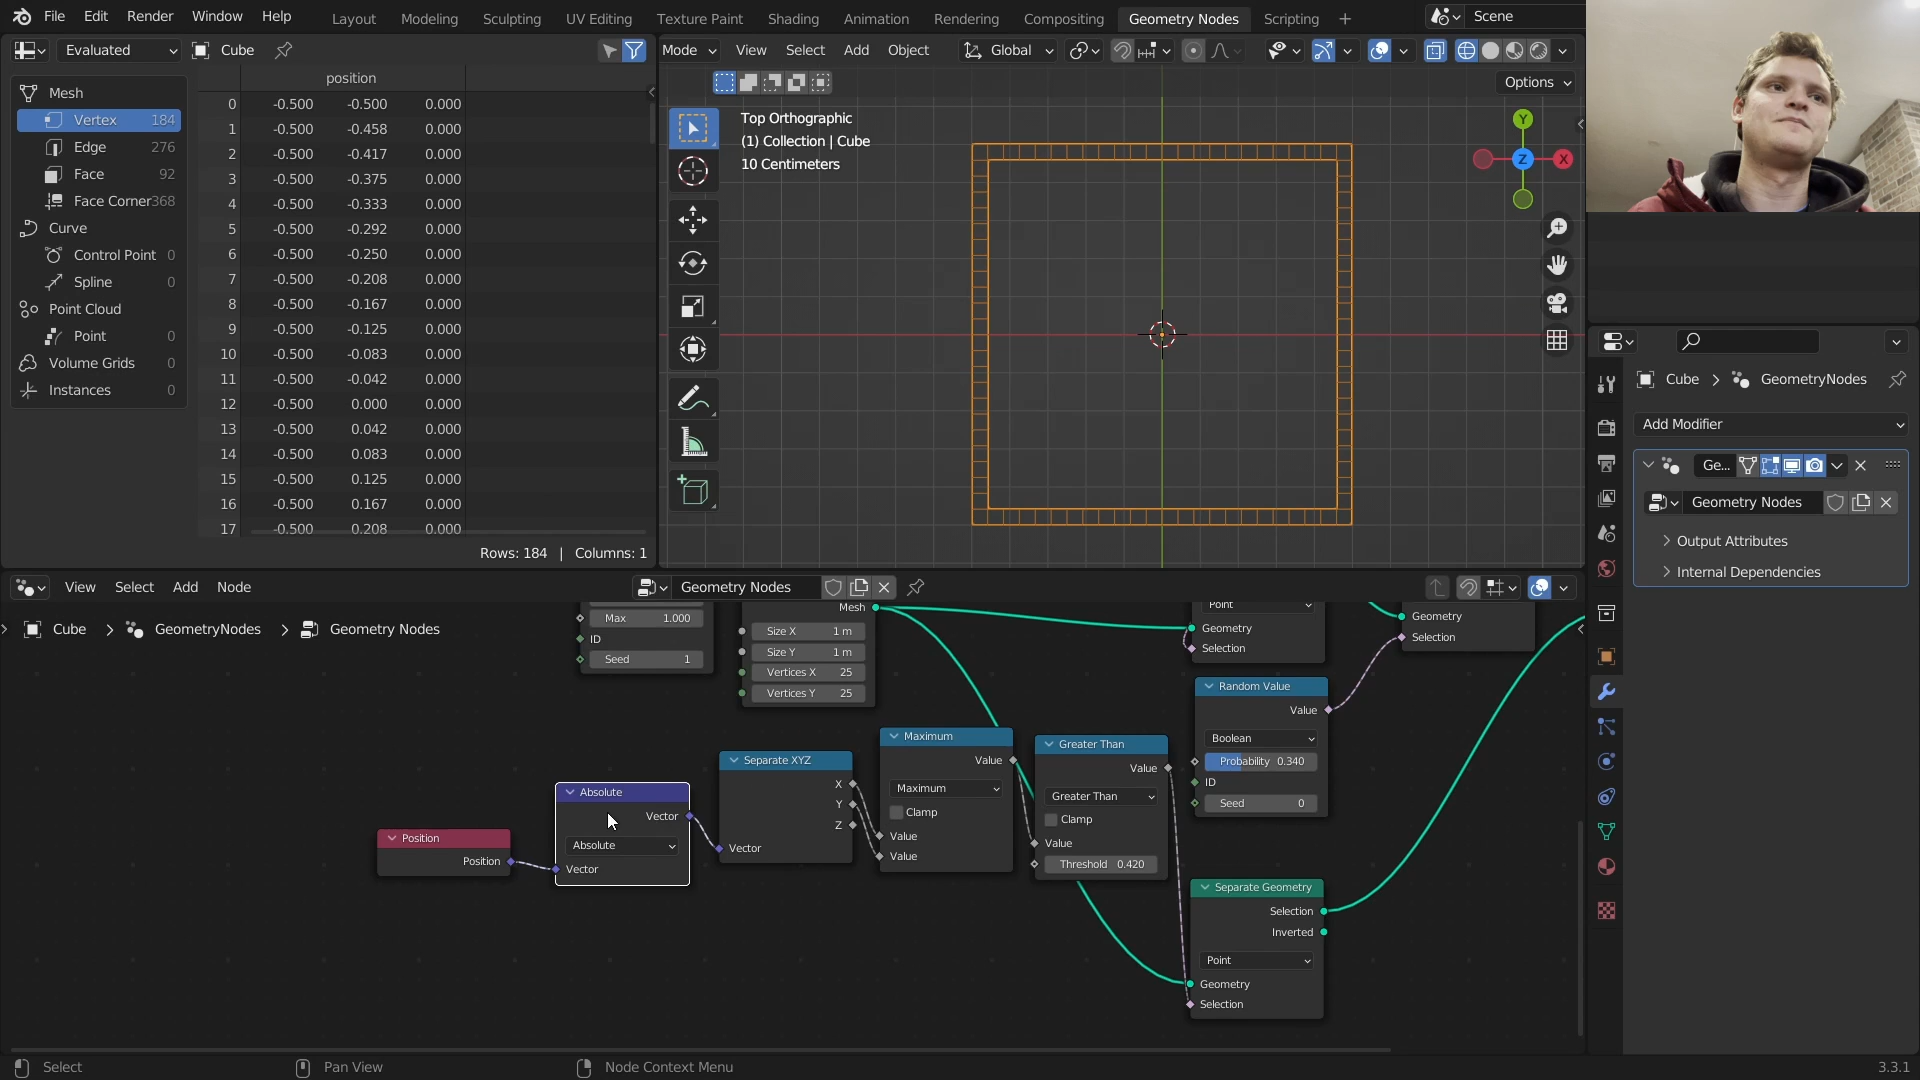 File Edit Render Window Help Layout Modeling Sculpting UV Editing Texture Paint Shading Animation Rendering Compositing Geometry Nodes Scripting + Scene
Evaluated Cube
Mode View Select Add Object Global
Options
position
Mesh
Vertex 184
Edge 276
Face 92
Face Corner 368
Curve
Control Point 0
Spline 0
Point Cloud
Point 0
Volume Grids 0
Instances 0
0 -0.500 -0.500 0.000
1 -0.500 -0.458 0.000
2 -0.500 -0.417 0.000
3 -0.500 -0.375 0.000
4 -0.500 -0.333 0.000
5 -0.500 -0.292 0.000
6 -0.500 -0.250 0.000
7 -0.500 -0.208 0.000
8 -0.500 -0.167 0.000
9 -0.500 -0.125 0.000
10 -0.500 -0.083 0.000
11 -0.500 -0.042 0.000
12 -0.500 0.000 0.000
13 -0.500 0.042 0.000
14 -0.500 0.083 0.000
15 -0.500 0.125 0.000
16 -0.500 0.167 0.000
17 -0.500 0.208 0.000
Rows: 184 | Columns: 1
Top Orthographic
(1) Collection | Cube
10 Centimeters
Y
Z
X
Cube > GeometryNodes
Add Modifier
Ge...
Geometry Nodes
Output Attributes
Internal Dependencies
View Select Add Node
Geometry Nodes
Cube > GeometryNodes > Geometry Nodes
Max 1.000
ID
Seed 1
Mesh
Size X 1 m
Size Y 1 m
Vertices X 25
Vertices Y 25
Point
Geometry
Selection
Geometry
Selection
Random Value
Value
Boolean
Probability 0.340
ID
Seed 0
Position
Position
Absolute
Vector
Absolute
Vector
Separate XYZ
X
Y
Z
Vector
Maximum
Value
Maximum
Clamp
Value
Value
Greater Than
Value
Greater Than
Clamp
Value
Threshold 0.420
Separate Geometry
Selection
Inverted
Point
Geometry
Selection
Select Pan View Node Context Menu
3.3.1